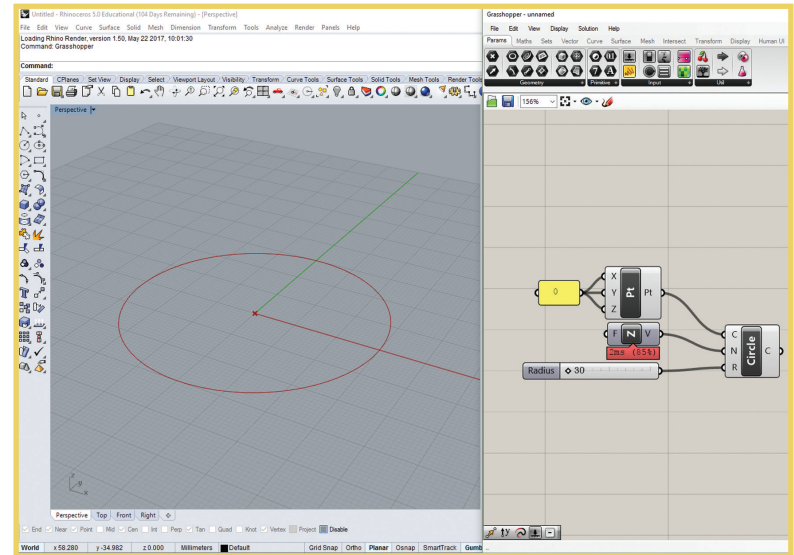 Untitled - Rhinoceros 5.0 Educational (104 Days Remaining) - [Perspective]
File Edit View Curve Surface Solid Mesh Dimension Transform Tools Analyze Render Panels Help
Loading Rhino Render, version 1.50, May 22 2017, 10:01:30
Command: Grasshopper
Command:
Standard CPlanes Set View Display Select Viewport Layout Visibility Transform Curve Tools Surface Tools Solid Tools Mesh Tools Render Tools
Perspective
z
y
x
Perspective Top Front Right
End Near Point Mid Cen Int Perp Tan Quad Knot Vertex Project Disable
World x 58.280 y -34.982 z 0.000 Millimeters Default Grid Snap Ortho Planar Osnap SmartTrack Gumb
Grasshopper - unnamed
File Edit View Display Solution Help
Params Maths Sets Vector Curve Surface Mesh Intersect Transform Display Human UI
Geometry + Primitive + Input + Util +
156%
0
X
Y
Z
Pt
Pt
F N V
2ms (65%)
Radius 30
C
N
R
Circle
C